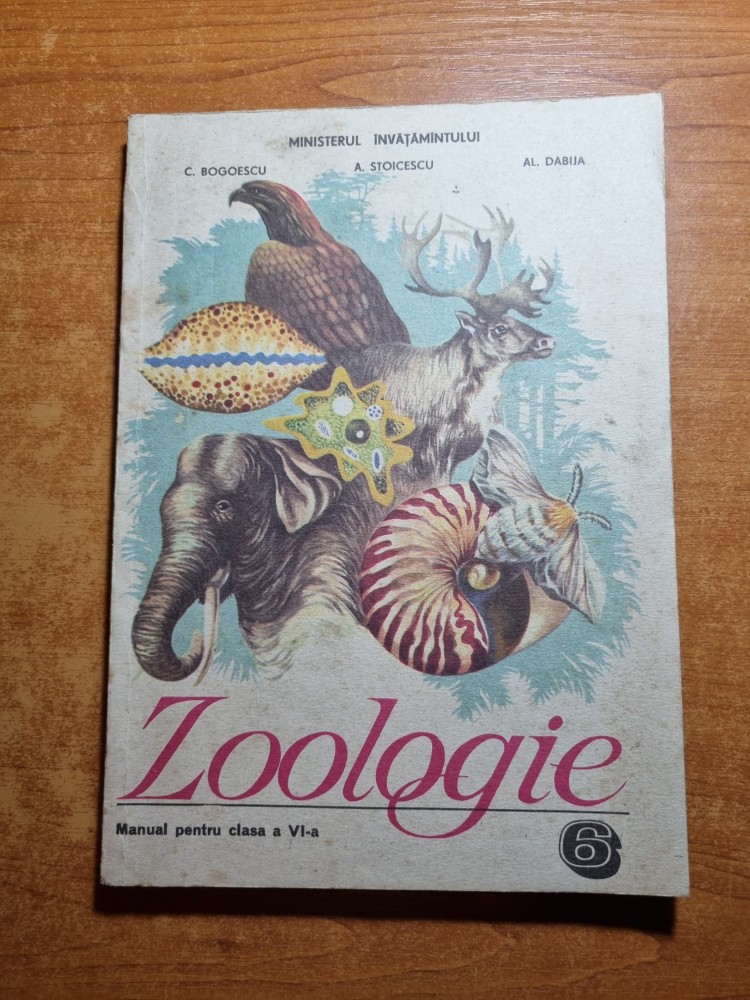 MINISTERUL INVĂŢĂMÎNTULUI
C. BOGOESCU A. STOICESCU AL. DABIJA
Zoologie
Manual pentru clasa a VI-a
6